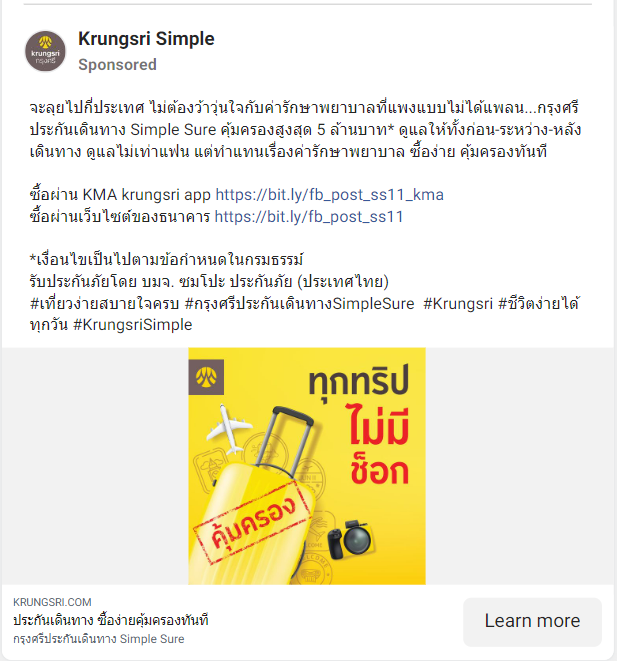 krungsri
กรุงศรี
Krungsri Simple
Sponsored
จะลุยไปกี่ประเทศ ไม่ต้องว้าวุ่นใจกับค่ารักษาพยาบาลที่แพงแบบไม่ได้แพลน...กรุงศรี
ประกันเดินทาง Simple Sure คุ้มครองสูงสุด 5 ล้านบาท* ดูแลให้ทั้งก่อน-ระหว่าง-หลัง
เดินทาง ดูแลไม่เท่าแฟน แต่ทำแทนเรื่องค่ารักษาพยาบาล ซื้อง่าย คุ้มครองทันที
ซื้อผ่าน KMA krungsri app https://bit.ly/fb_post_ss11_kma
ซื้อผ่านเว็บไซต์ของธนาคาร https://bit.ly/fb_post_ss11
*เงื่อนไขเป็นไปตามข้อกำหนดในกรมธรรม์
รับประกันภัยโดย บมจ. ซมโปะ ประกันภัย (ประเทศไทย)
#เที่ยวง่ายสบายใจครบ #กรุงศรีประกันเดินทางSimpleSure #Krungsri #ชีวิตง่ายได้
ทุกวัน #KrungsriSimple
ทุกทริป
ไม่มี
ช็อก
คุ้มครอง
KRUNGSRI.COM
ประกันเดินทาง ซื้อง่ายคุ้มครองทันที
กรุงศรีประกันเดินทาง Simple Sure
Learn more